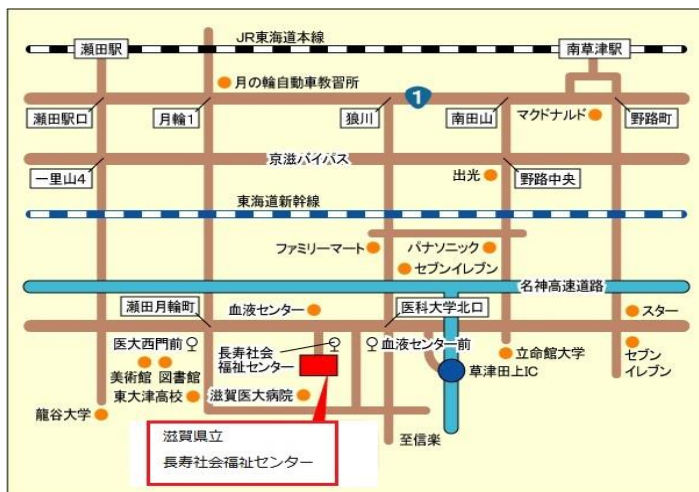 JR東海道本線
瀬田駅
南草津駅
月の輪自動車教習所
1
瀬田駅口
月輪1
狼川
南田山
マクドナルド
野路町
京滋バイパス
一里山4
出光
野路中央
東海道新幹線
ファミリーマート
パナソニック
セブンイレブン
名神高速道路
瀬田月輪町
血液センター
医科大学北口
スター
医大西門前
長寿社会
福祉センター
血液センター前
立命館大学
セブン
イレブン
美術館
図書館
草津田上IC
東大津高校
滋賀医大病院
龍谷大学
至信楽
滋賀県立
長寿社会福祉センター